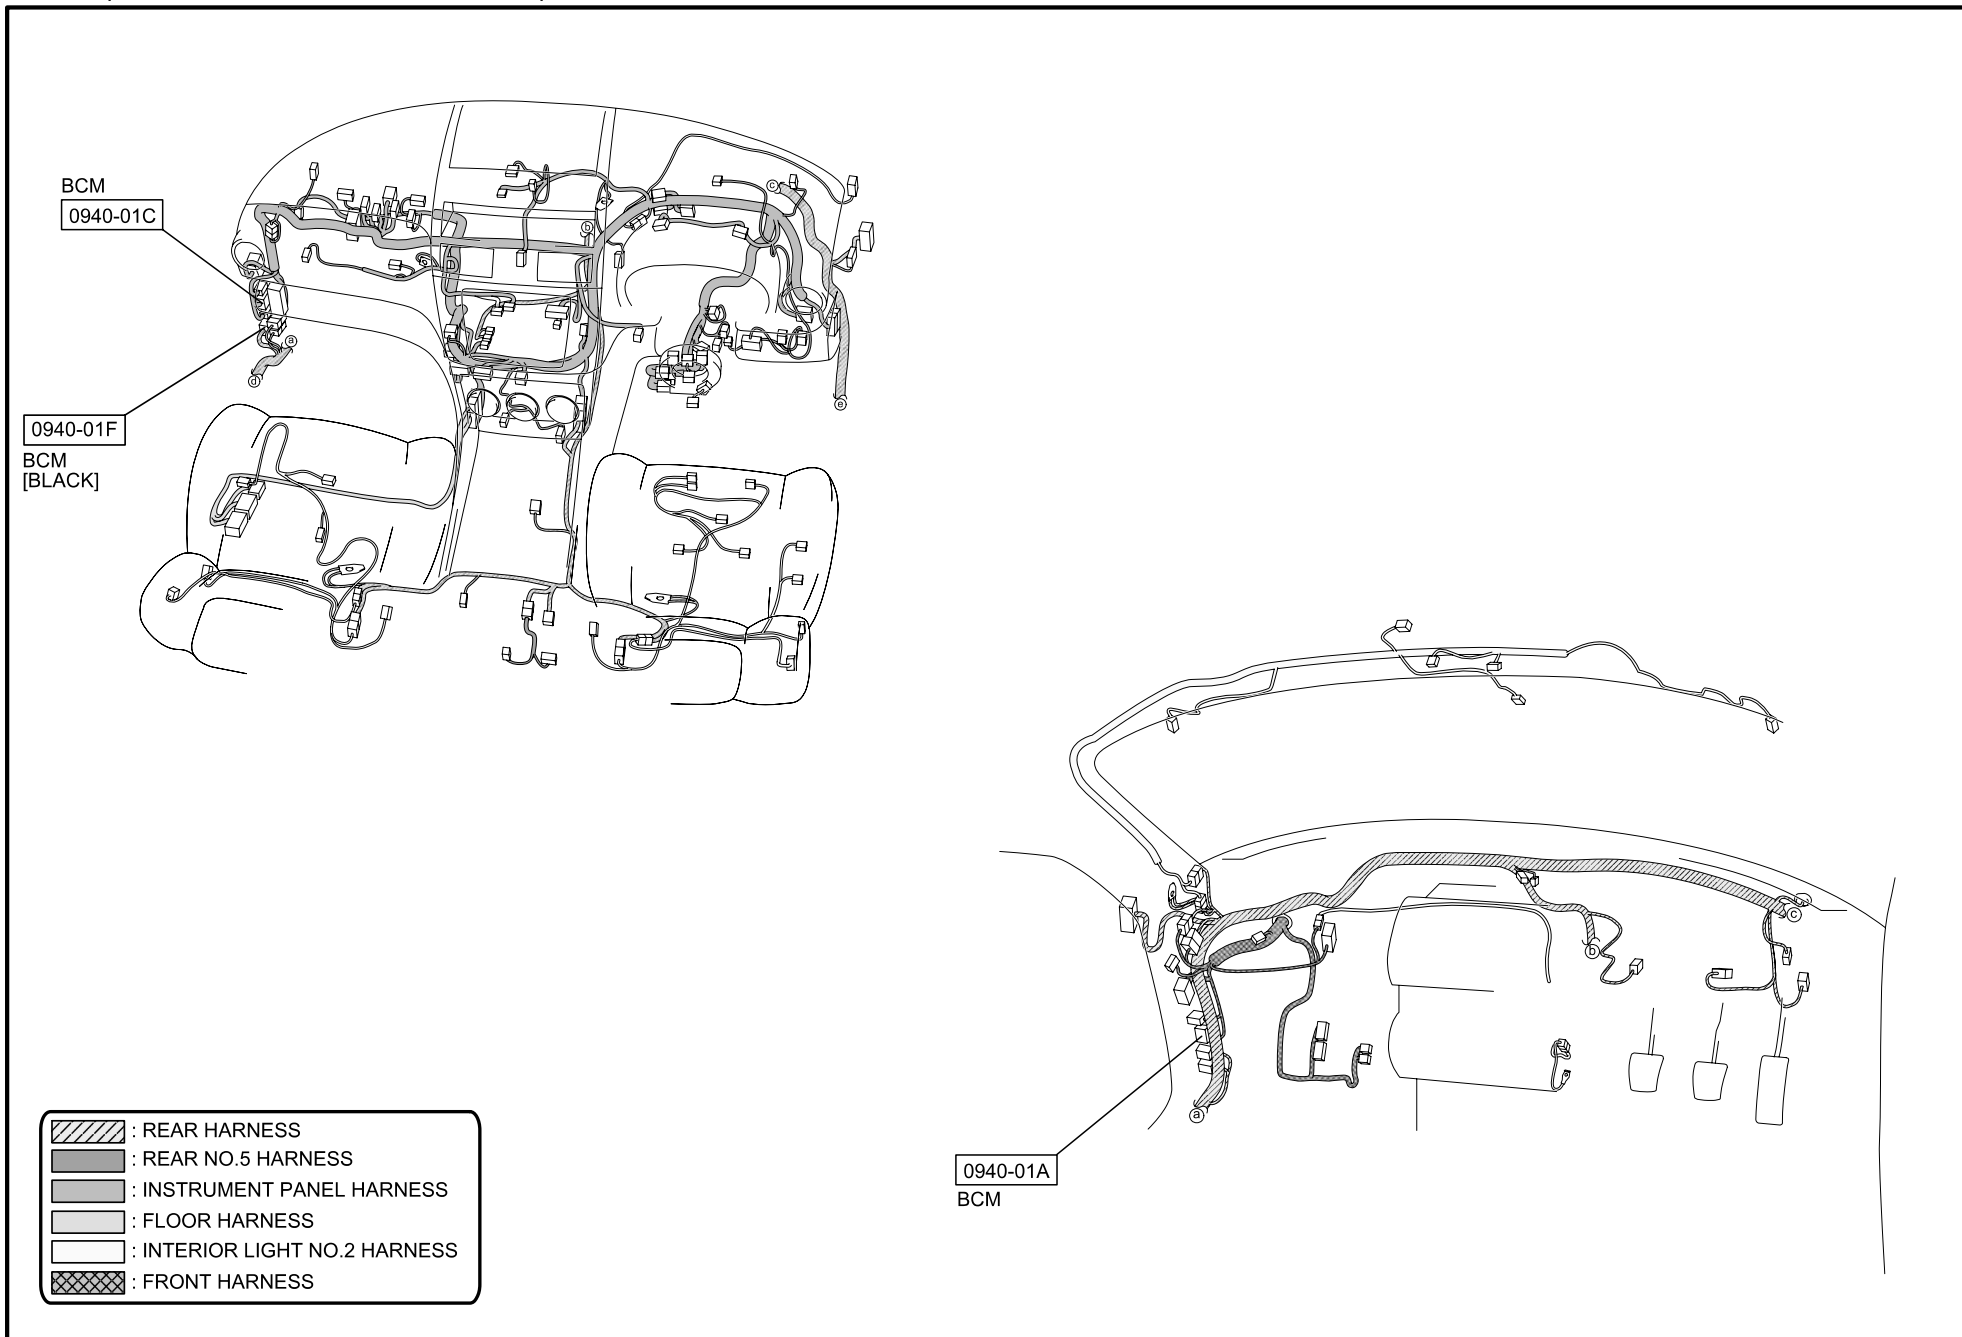 BCM
0940-01C
0940-01F
BCM
[BLACK]
a
d
b
c
e
0940-01A
BCM
a
b
c
: REAR HARNESS
: REAR NO.5 HARNESS
: INSTRUMENT PANEL HARNESS
: FLOOR HARNESS
: INTERIOR LIGHT NO.2 HARNESS
: FRONT HARNESS